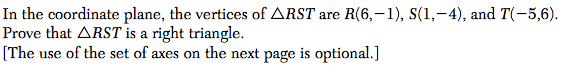 In the coordinate plane, the vertices of △RST are R(6,−1), S(1,−4), and T(−5,6).
Prove that △RST is a right triangle.
[The use of the set of axes on the next page is optional.]